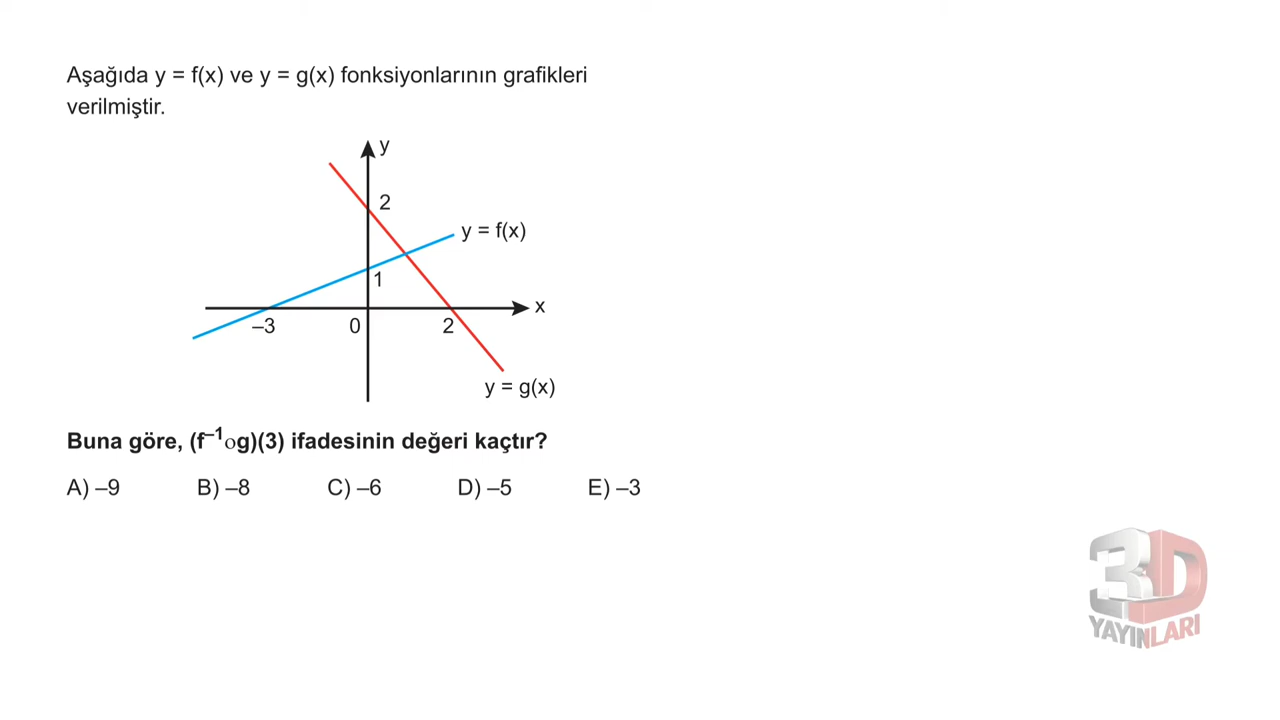 Aşağıda y = f(x) ve y = g(x) fonksiyonlarının grafikleri
verilmiştir.
y
2
y = f(x)
1
x
–3 0 2
y = g(x)
Buna göre, (f⁻¹og)(3) ifadesinin değeri kaçtır?
A) –9 B) –8 C) –6 D) –5 E) –3
3D
YAYINLARI